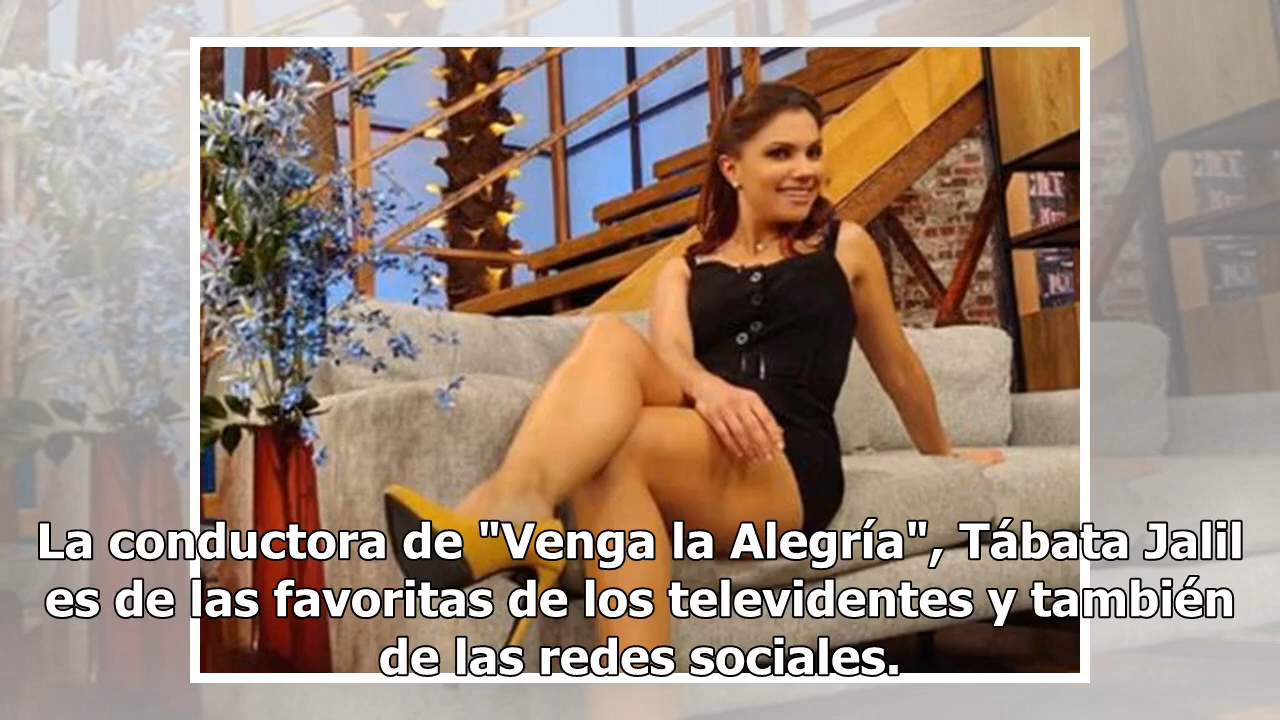 La conductora de "Venga la Alegría", Tábata Jalil
es de las favoritas de los televidentes y también
de las redes sociales.